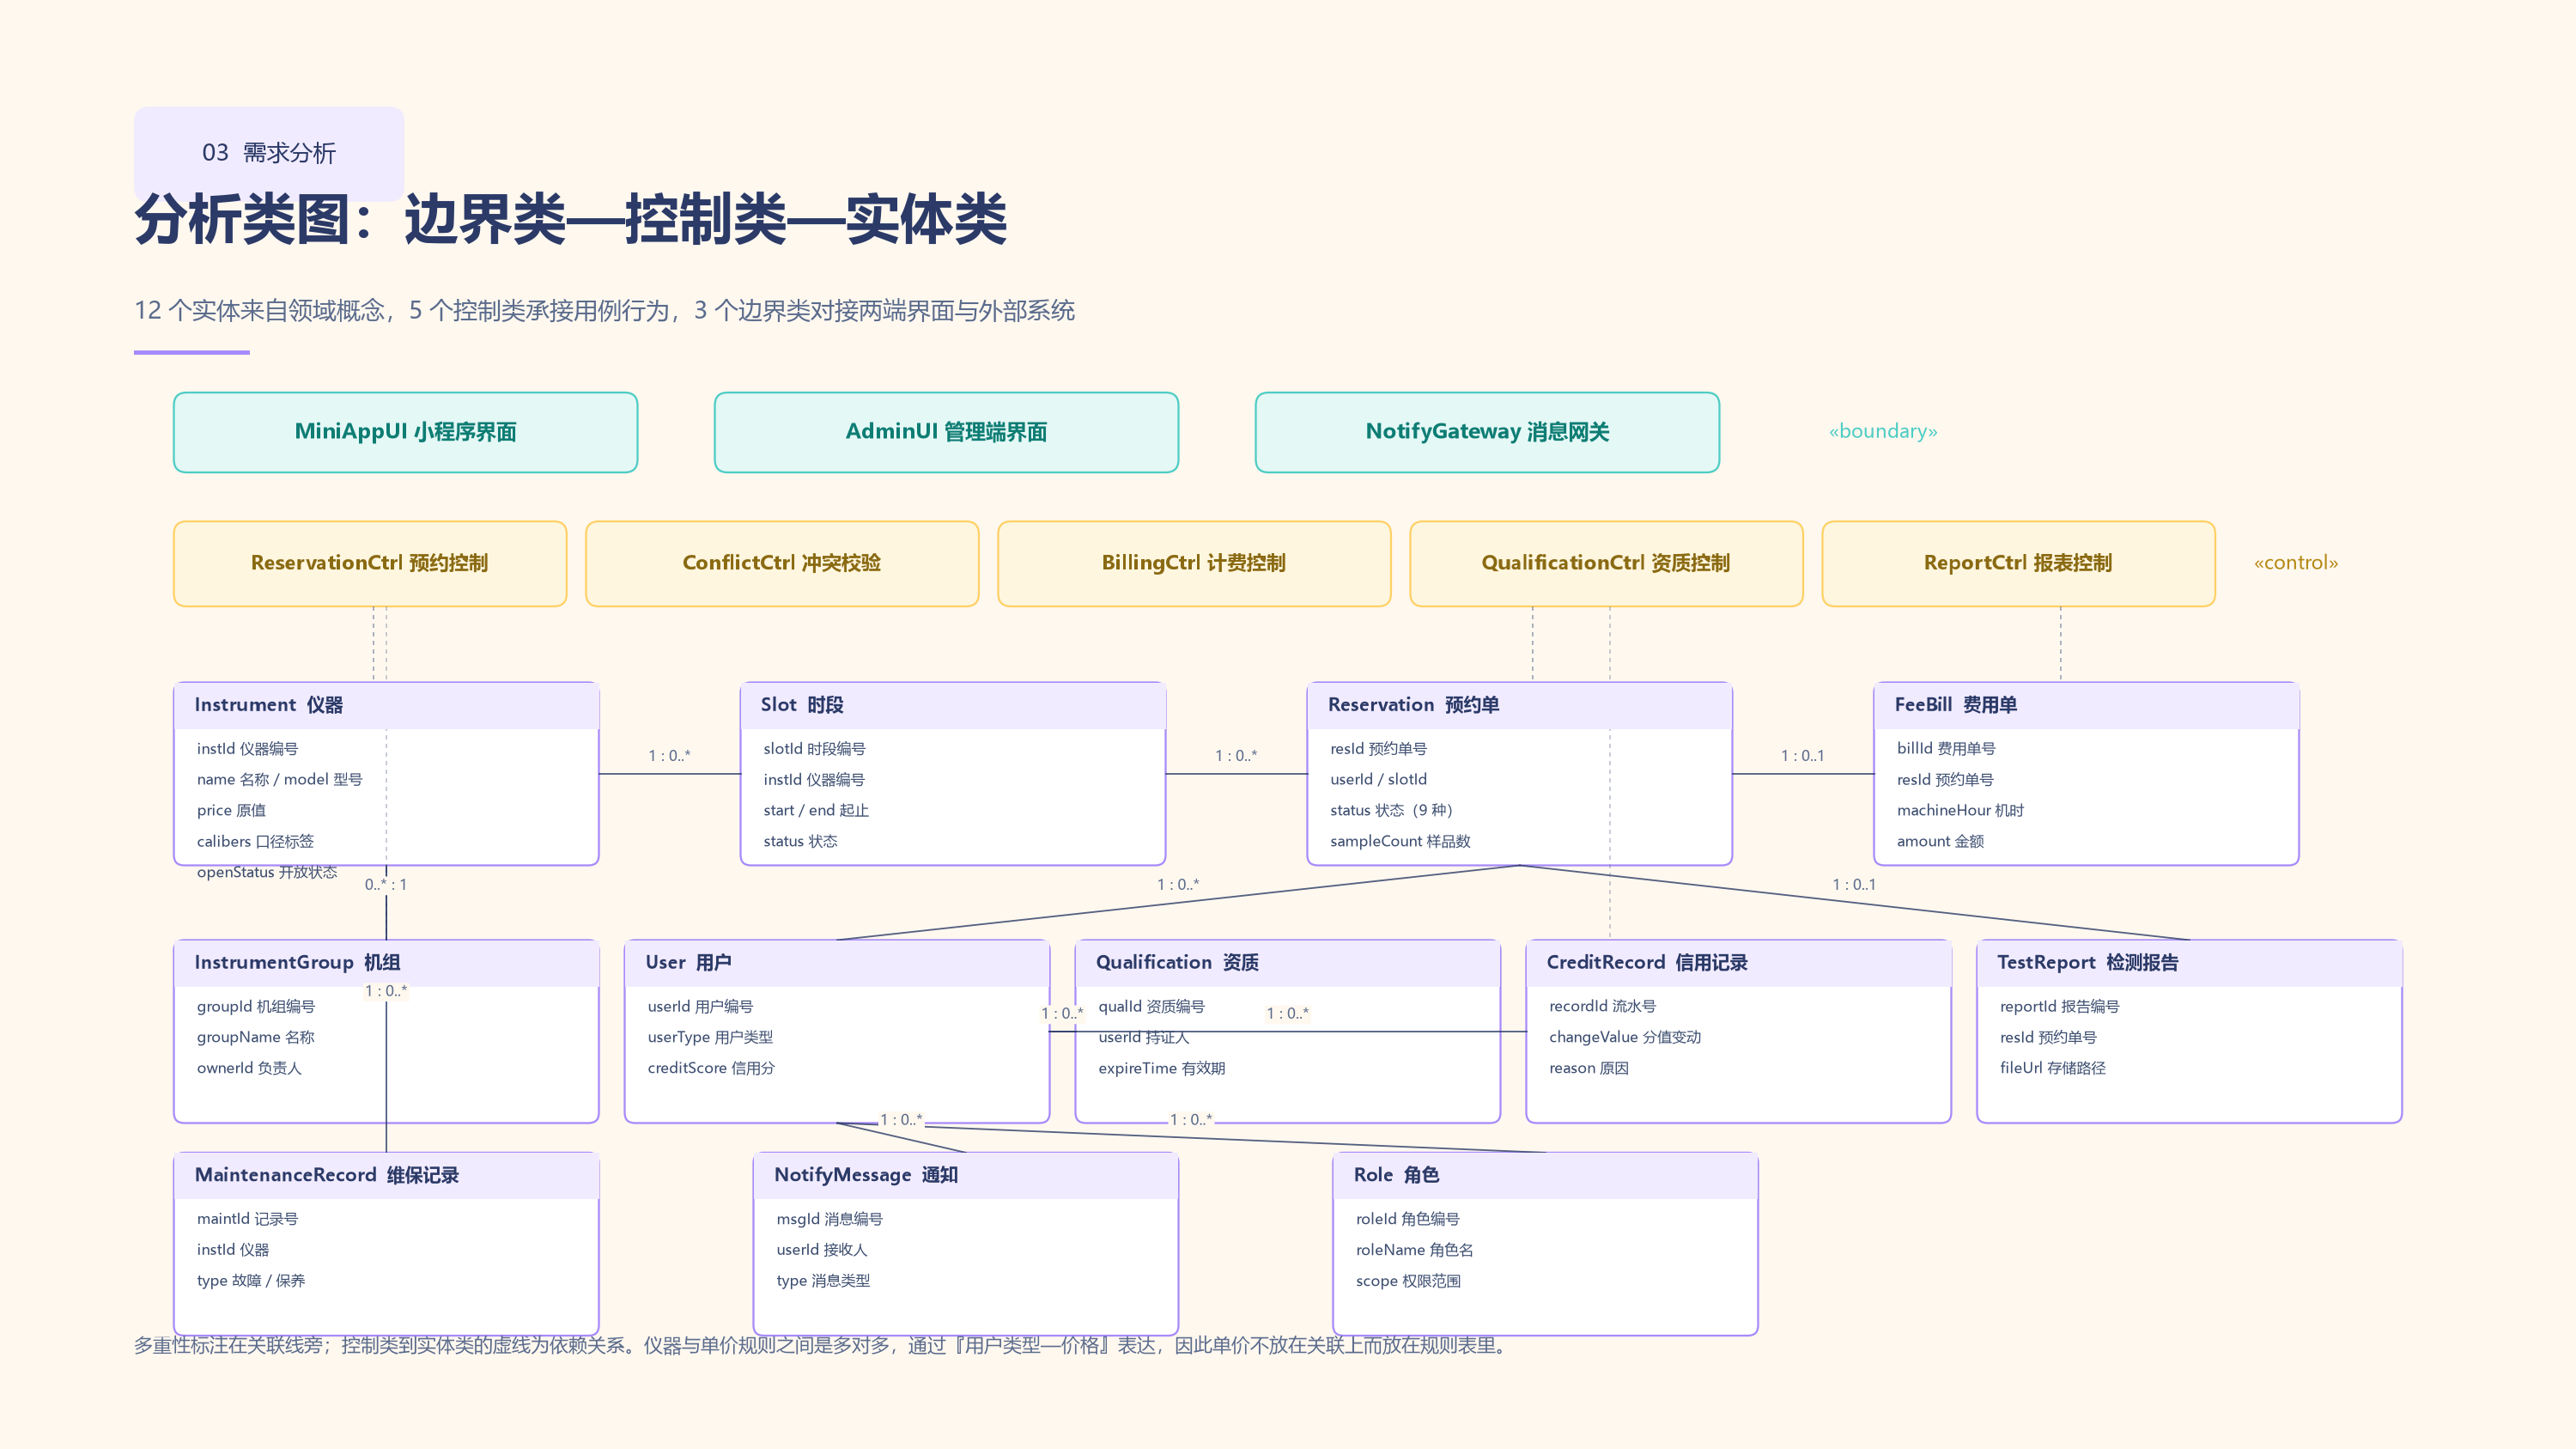 03 需求分析
分析类图：边界类—控制类—实体类
12 个实体来自领域概念，5 个控制类承接用例行为，3 个边界类对接两端界面与外部系统
MiniAppUI 小程序界面
AdminUI 管理端界面
NotifyGateway 消息网关
«boundary»
ReservationCtrl 预约控制
ConflictCtrl 冲突校验
BillingCtrl 计费控制
QualificationCtrl 资质控制
ReportCtrl 报表控制
«control»
Instrument 仪器
instId 仪器编号
name 名称 / model 型号
price 原值
calibers 口径标签
openStatus 开放状态
1 : 0..*
Slot 时段
slotId 时段编号
instId 仪器编号
start / end 起止
status 状态
1 : 0..*
Reservation 预约单
resId 预约单号
userId / slotId
status 状态（9 种）
sampleCount 样品数
1 : 0..1
FeeBill 费用单
billId 费用单号
resId 预约单号
machineHour 机时
amount 金额
0..* : 1
1 : 0..*
1 : 0..1
InstrumentGroup 机组
1 : 0..*
groupId 机组编号
groupName 名称
ownerId 负责人
User 用户
userId 用户编号
userType 用户类型
creditScore 信用分
1 : 0..*
Qualification 资质
qualId 资质编号
userId 持证人
expireTime 有效期
1 : 0..*
CreditRecord 信用记录
recordId 流水号
changeValue 分值变动
reason 原因
TestReport 检测报告
reportId 报告编号
resId 预约单号
fileUrl 存储路径
1 : 0..*
1 : 0..*
MaintenanceRecord 维保记录
maintId 记录号
instId 仪器
type 故障 / 保养
NotifyMessage 通知
msgId 消息编号
userId 接收人
type 消息类型
Role 角色
roleId 角色编号
roleName 角色名
scope 权限范围
多重性标注在关联线旁；控制类到实体类的虚线为依赖关系。仪器与单价规则之间是多对多，通过『用户类型—价格』表达，因此单价不放在关联上而放在规则表里。